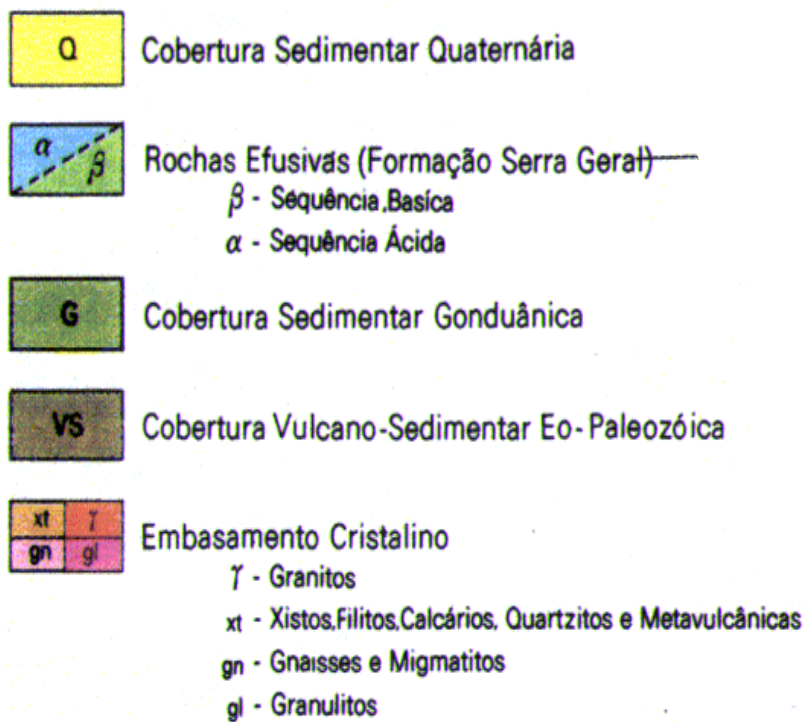 Q Cobertura Sedimentar Quaternária
α β Rochas Efusivas (Formação Serra Geral)
β - Sequência.Basíca
α - Sequência Ácida
G Cobertura Sedimentar Gonduânica
VS Cobertura Vulcano-Sedimentar Eo-Paleozóica
xt γ
gn gl
Embasamento Cristalino
γ - Granitos
xt - Xistos,Filitos,Calcários, Quartzitos e Metavulcânicas
gn - Gnaisses e Migmatitos
gl - Granulitos